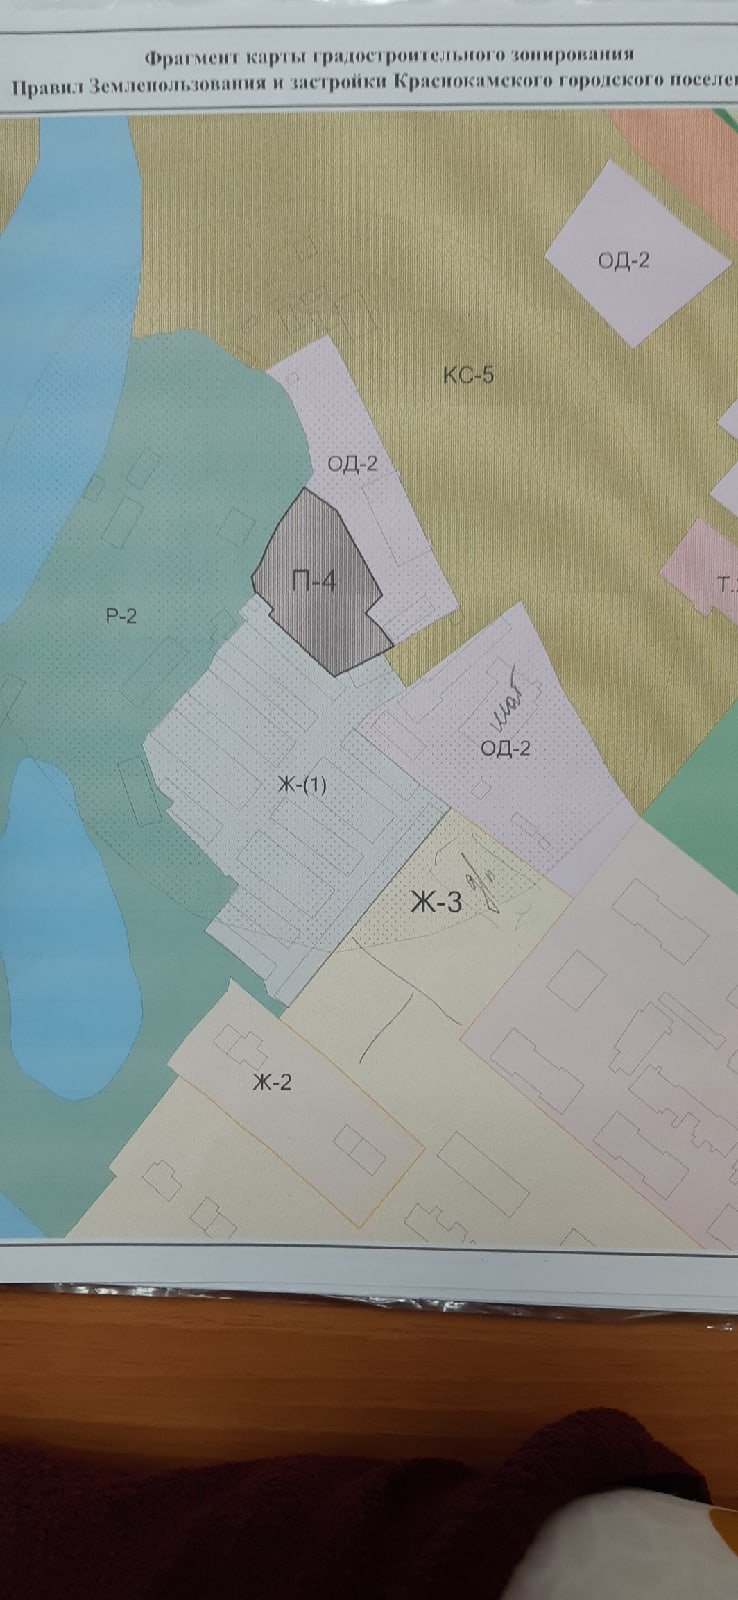 Фрагмент карты градостроительного зонирования
Правил Землепользования и застройки Краснокамского городского поселе
ОД-2
КС-5
ОД-2
П-4
Т.
Р-2
ОД-2
Ж-(1)
Ж-3
Ж-2